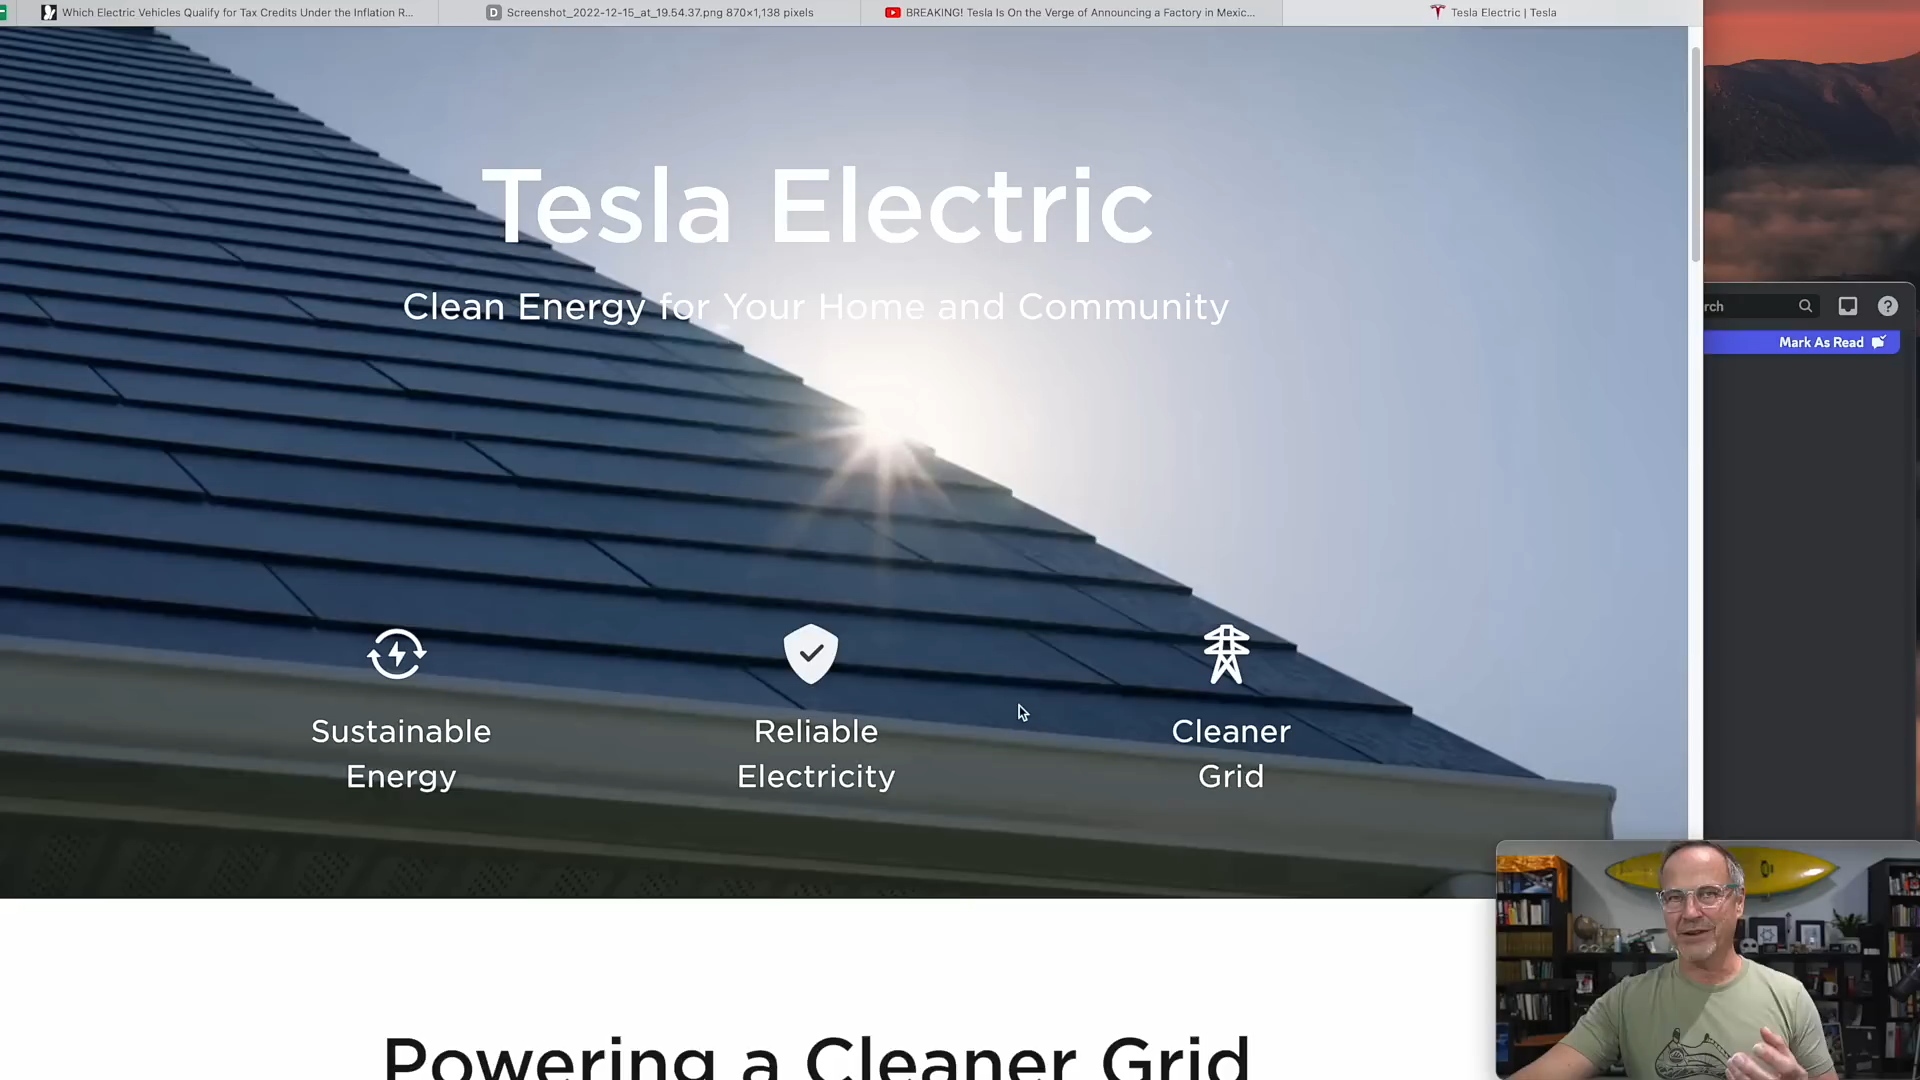 Which Electric Vehicles Qualify for Tax Credits Under the Inflation R...
Screenshot_2022-12-15_at_19.54.37.png 870×1,138 pixels
BREAKING! Tesla Is On the Verge of Announcing a Factory in Mexic...
Tesla Electric | Tesla
Tesla Electric
Clean Energy for Your Home and Community
rch
Mark As Read
Sustainable
Energy
Reliable
Electricity
Cleaner
Grid
Powering a Cleaner Grid